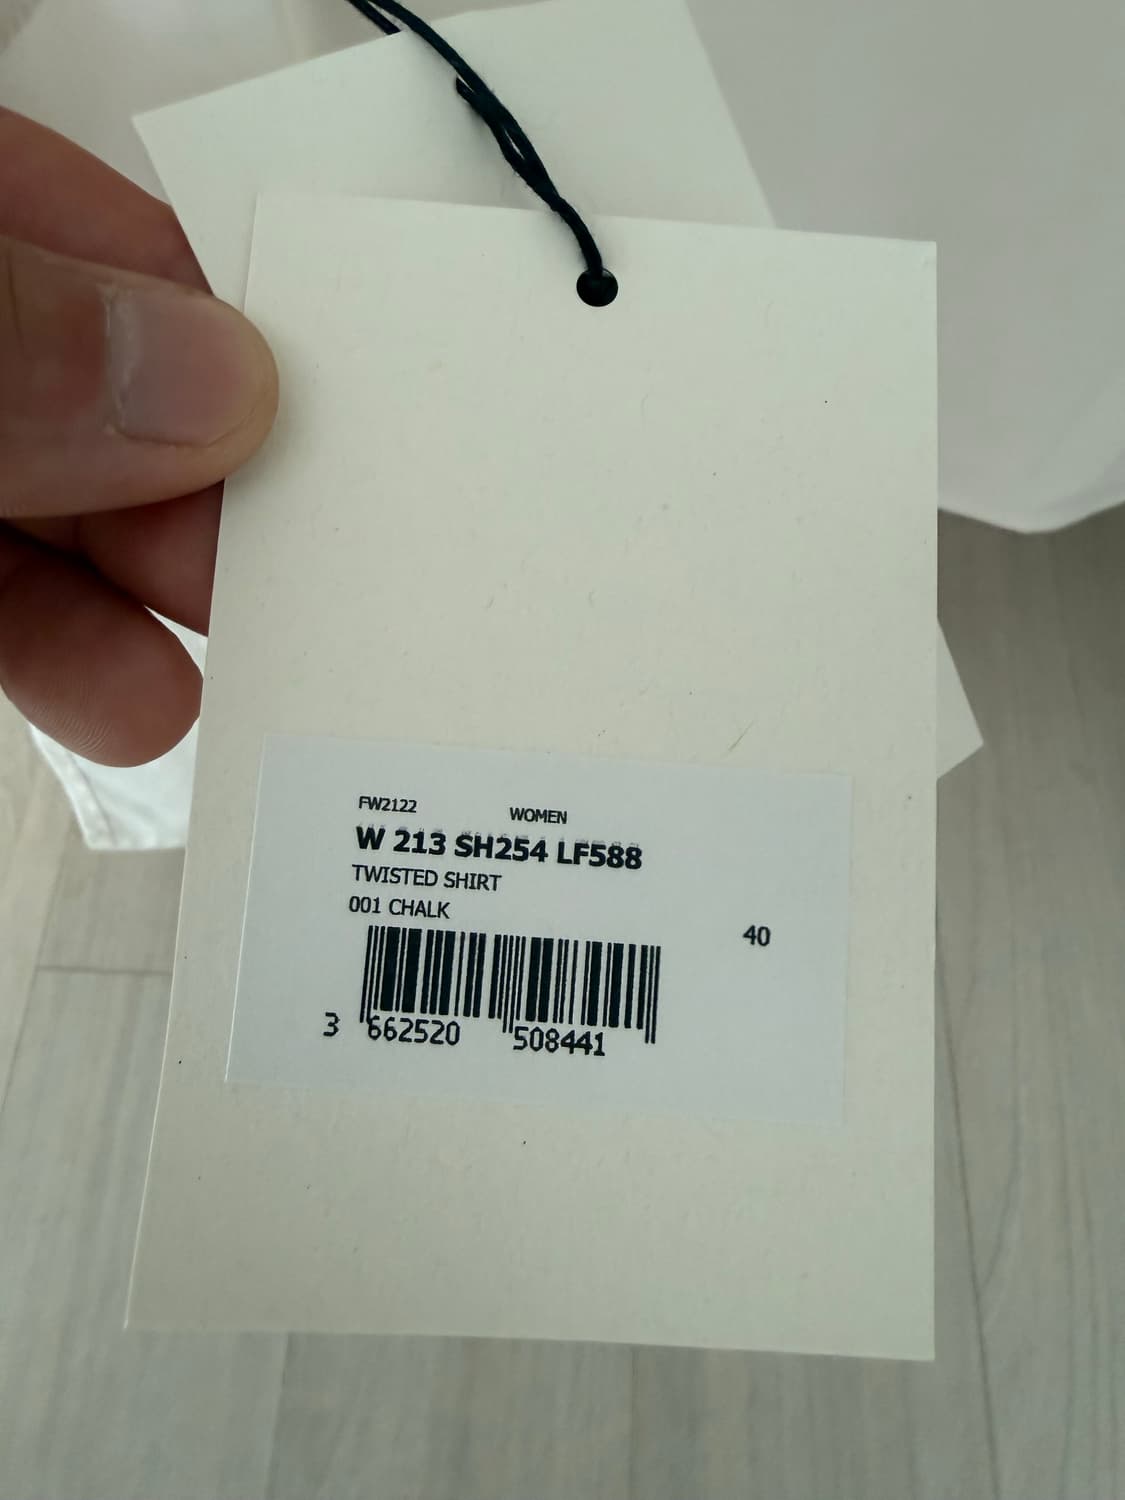 FW2122 WOMEN
W 213 SH254 LF588
TWISTED SHIRT
001 CHALK
40
3 662520 508441